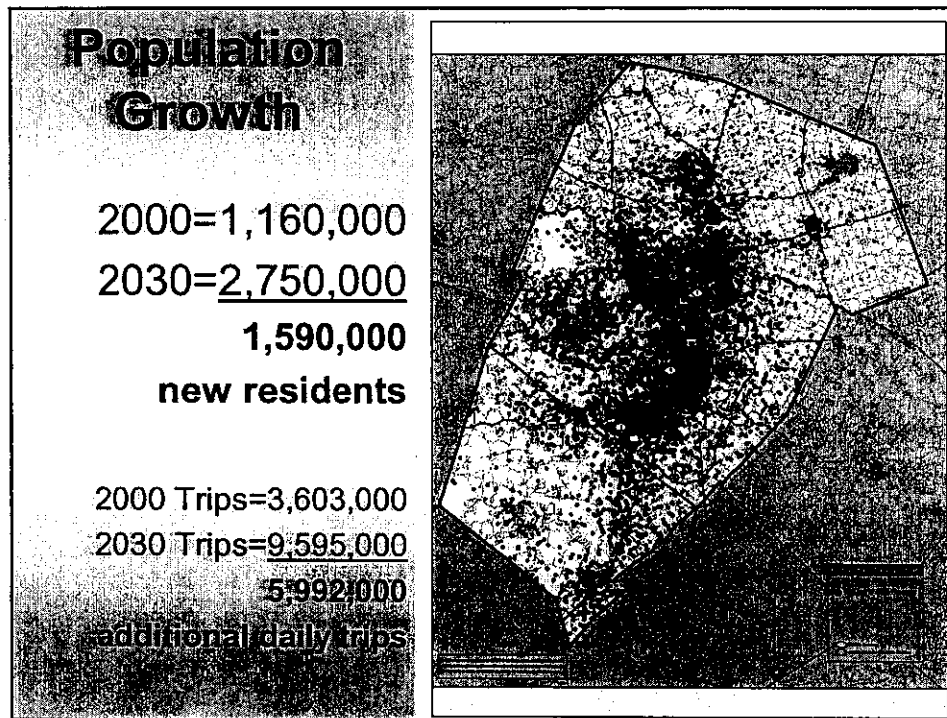 Population
Growth
2000=1,160,000
2030=2,750,000
1,590,000
new residents
2000 Trips=3,603,000
2030 Trips=9,595,000
5,992,000
additional daily trips